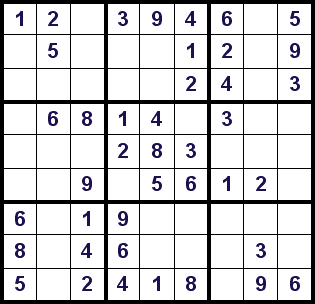 1 2 3 9 4 6 5
5 1 2 9
2 4 3
6 8 1 4 3
2 8 3
9 5 6 1 2
6 1 9
8 4 6 3
5 2 4 1 8 9 6